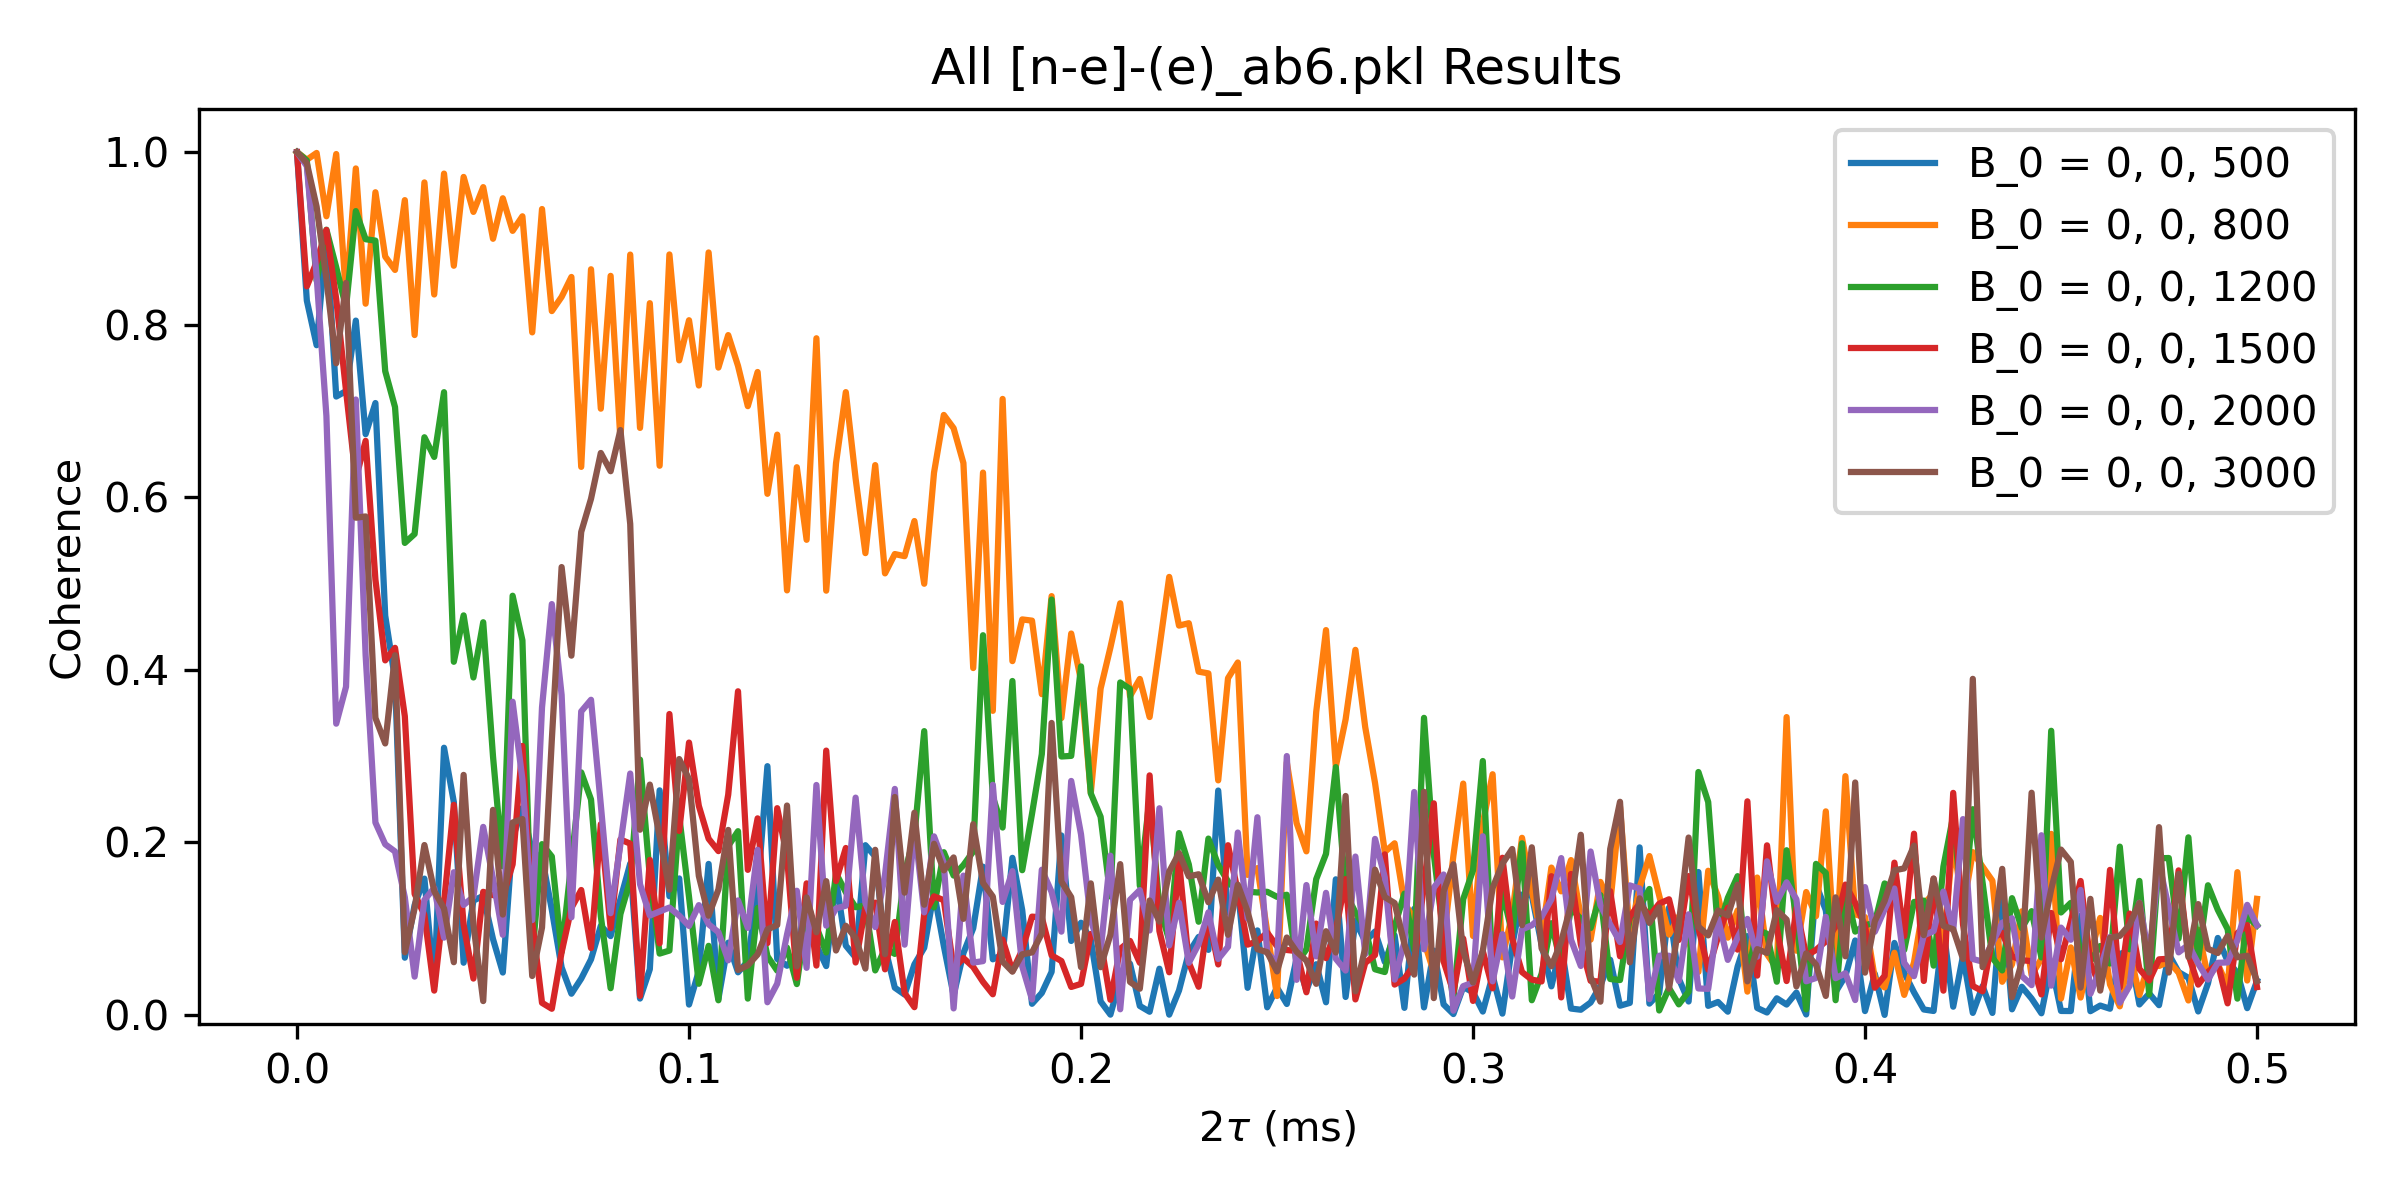 All [n-e]-(e)_ab6.pkl Results
Coherence
1.0
0.8
0.6
0.4
0.2
0.0
B_0 = 0, 0, 500
B_0 = 0, 0, 800
B_0 = 0, 0, 1200
B_0 = 0, 0, 1500
B_0 = 0, 0, 2000
B_0 = 0, 0, 3000
0.0 0.1 0.2 0.3 0.4 0.5
2τ (ms)